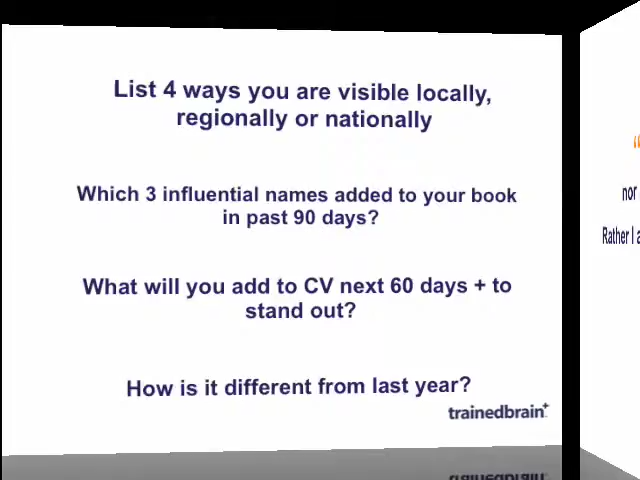 List 4 ways you are visible locally,
regionally or nationally
Which 3 influential names added to your book
in past 90 days?
What will you add to CV next 60 days + to
stand out?
How is it different from last year?
trainedbrain+
“
nor
Rather I a